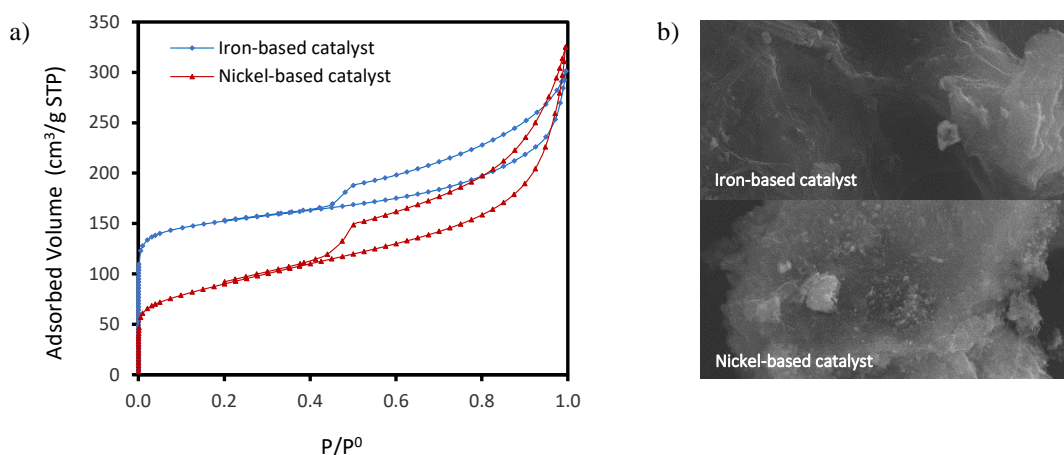 a)
Adsorbed Volume (cm³/g STP)
350
300
250
200
150
100
50
0
Iron-based catalyst
Nickel-based catalyst
0.0 0.2 0.4 0.6 0.8 1.0
P/P⁰
b)
Iron-based catalyst
Nickel-based catalyst